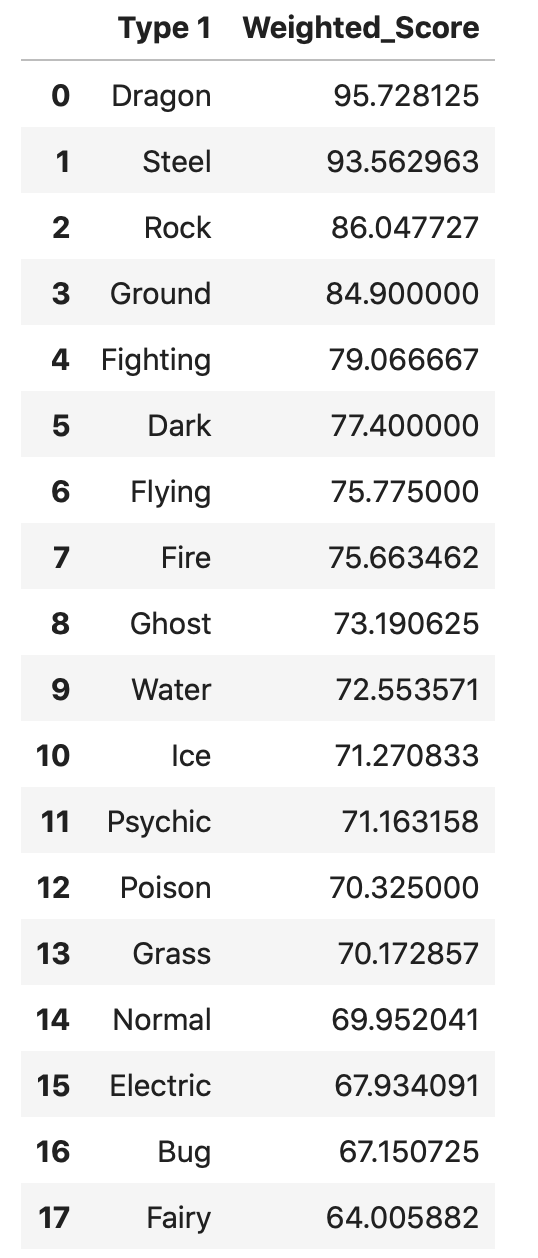 Type 1 Weighted_Score
0 Dragon 95.728125
1 Steel 93.562963
2 Rock 86.047727
3 Ground 84.900000
4 Fighting 79.066667
5 Dark 77.400000
6 Flying 75.775000
7 Fire 75.663462
8 Ghost 73.190625
9 Water 72.553571
10 Ice 71.270833
11 Psychic 71.163158
12 Poison 70.325000
13 Grass 70.172857
14 Normal 69.952041
15 Electric 67.934091
16 Bug 67.150725
17 Fairy 64.005882